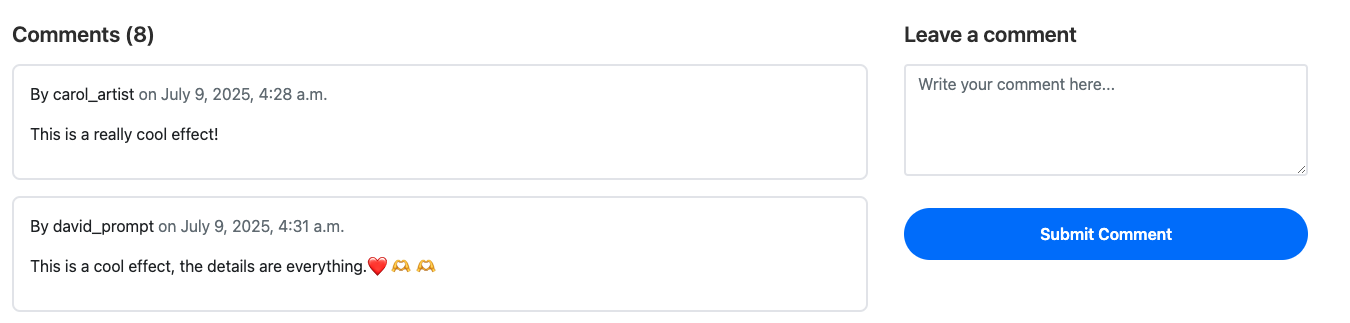 Comments (8)
By carol_artist on July 9, 2025, 4:28 a.m.
This is a really cool effect!
By david_prompt on July 9, 2025, 4:31 a.m.
This is a cool effect, the details are everything.❤️ 🫶 🫶
Leave a comment
Write your comment here...
Submit Comment